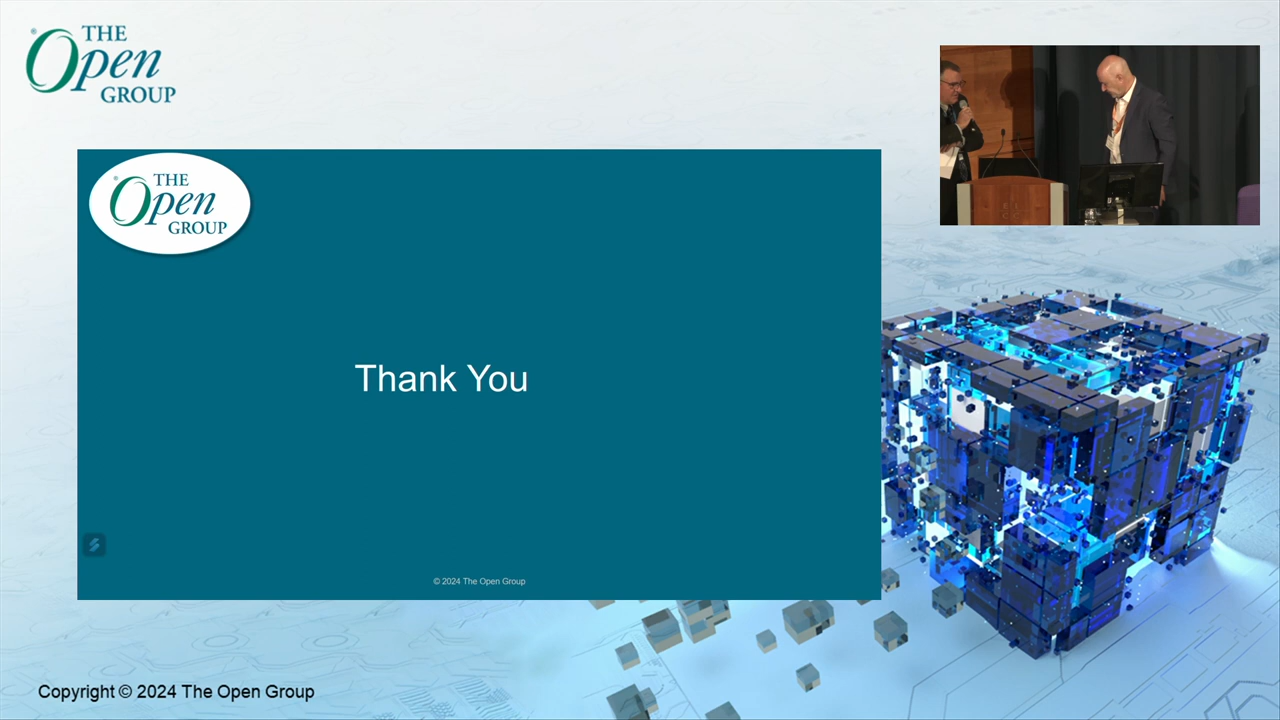 THE
Open
GROUP
THE
Open
GROUP
Thank You
© 2024 The Open Group
Copyright © 2024 The Open Group